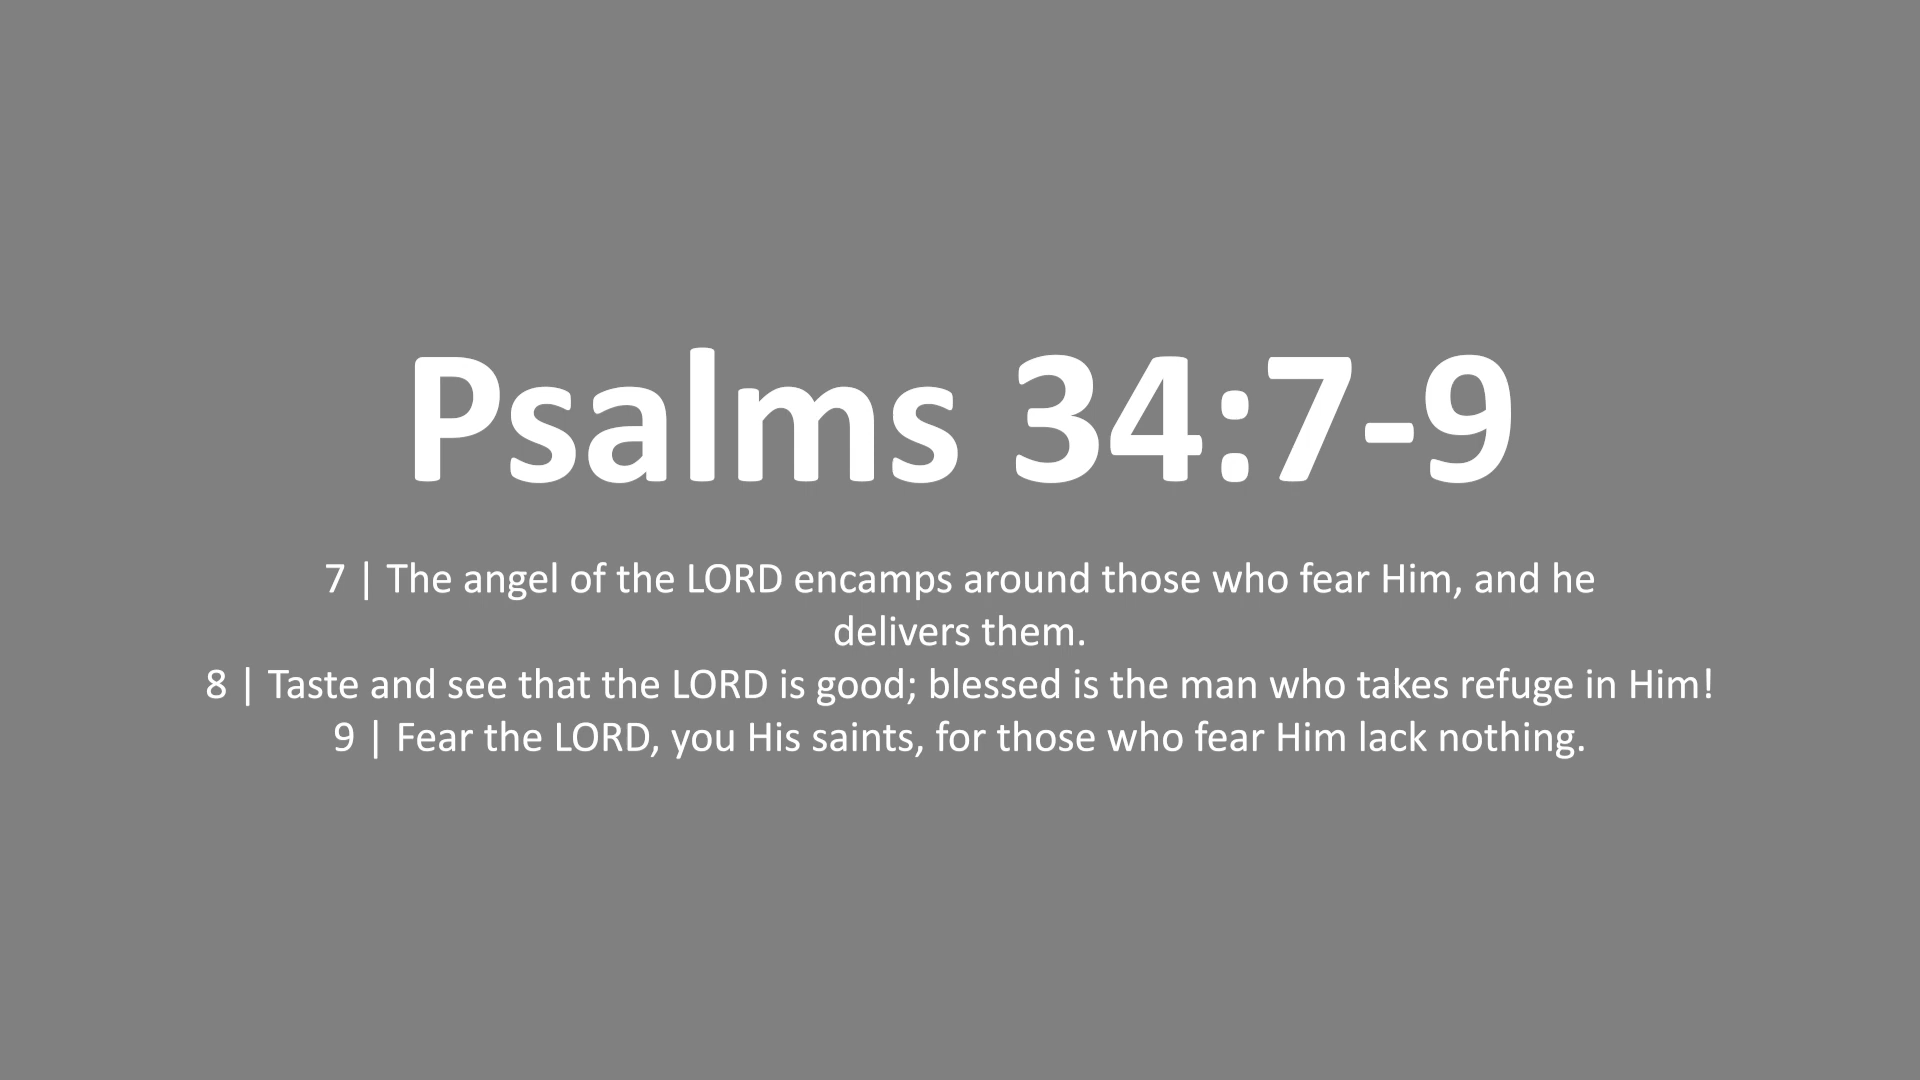 Psalms 34:7-9
7 | The angel of the LORD encamps around those who fear Him, and he
delivers them.
8 | Taste and see that the LORD is good; blessed is the man who takes refuge in Him!
9 | Fear the LORD, you His saints, for those who fear Him lack nothing.